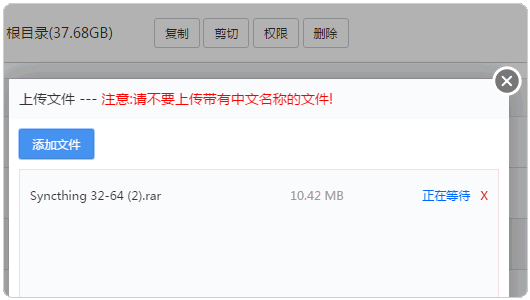 根目录(37.68GB) 复制 剪切 权限 删除
上传文件 --- 注意:请不要上传带有中文名称的文件!
添加文件
Syncthing 32-64 (2).rar 10.42 MB 正在等待 X